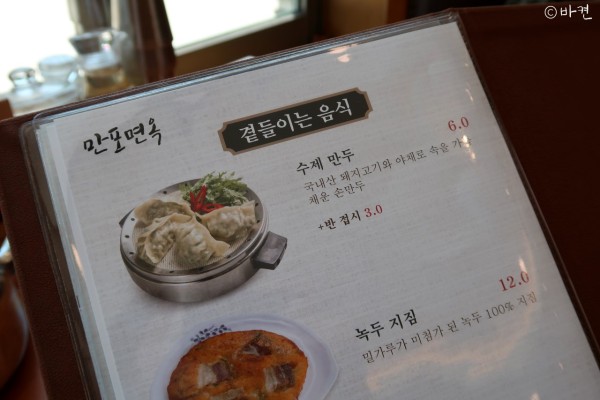 © 바켠
만포면옥
곁들이는 음식
6.0
수제 만두
국내산 돼지고기와 야채로 속을 가득
채운 손만두
+반 접시 3.0
12.0
녹두 지짐
밀가루가 미첨가 된 녹두 100% 지짐